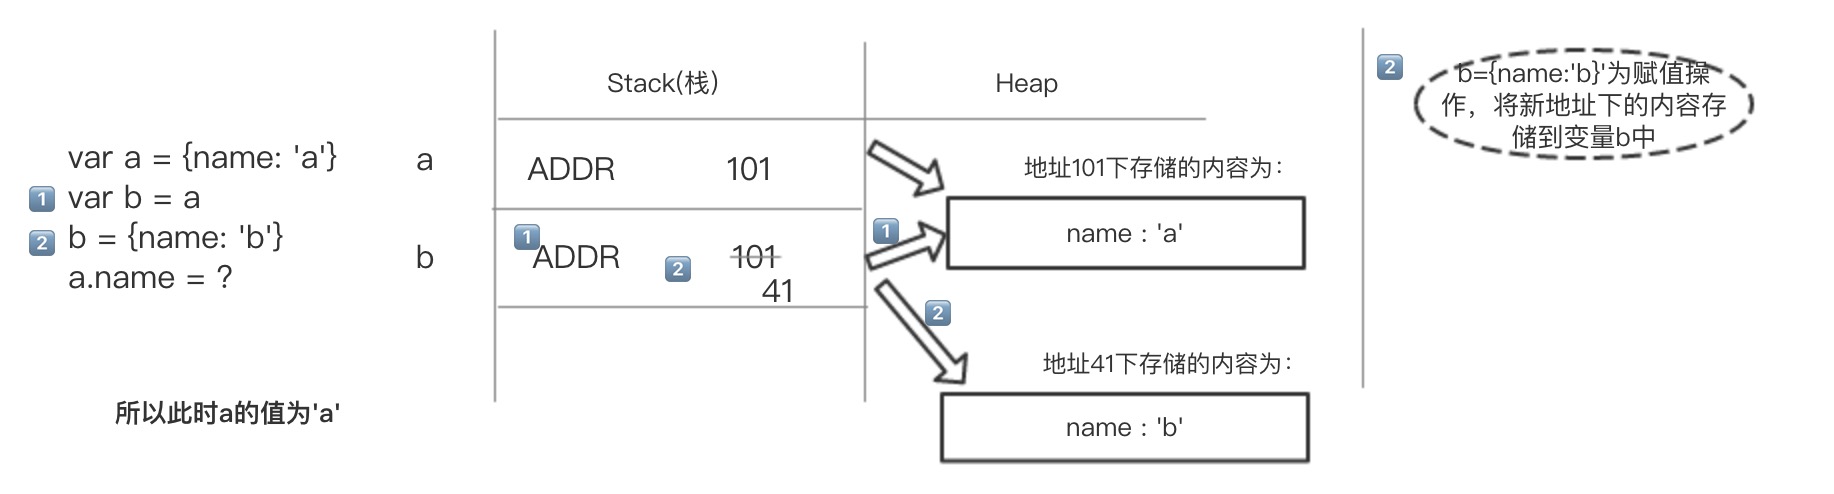 var a = {name: 'a'}
1 var b = a
2 b = {name: 'b'}
a.name = ?
所以此时a的值为'a'
Stack(栈)
Heap
a
ADDR 101
b
1 ADDR 2 101
41
1
2
地址101下存储的内容为：
name : 'a'
地址41下存储的内容为：
name : 'b'
2
b={name:'b}'为赋值操
作，将新地址下的内容存
储到变量b中